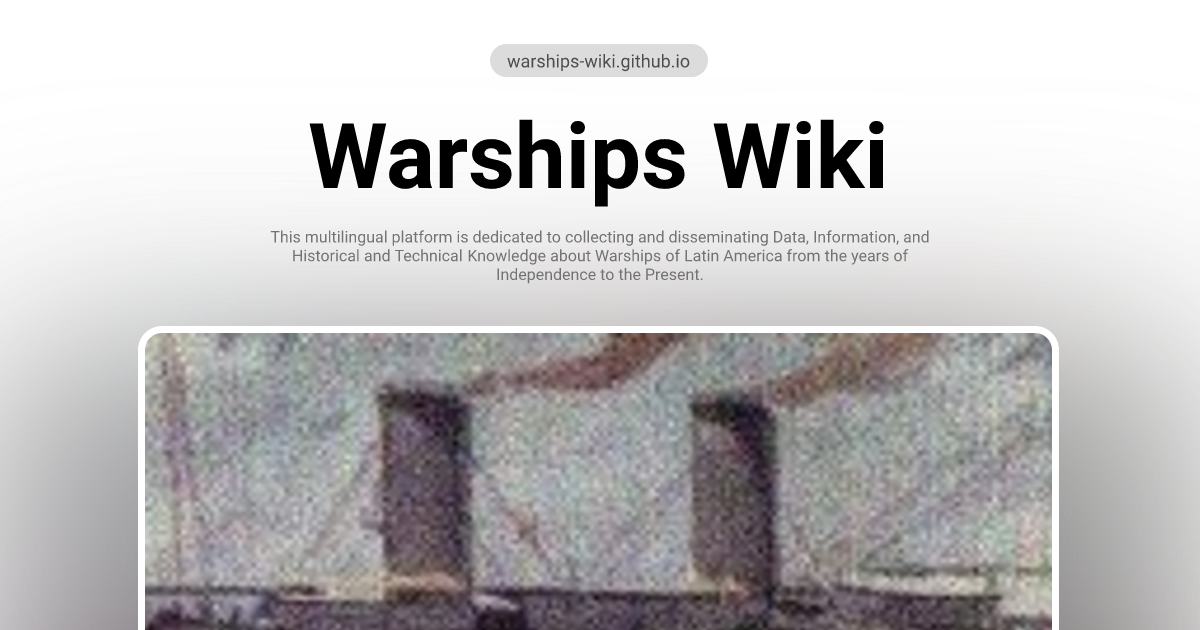 warships-wiki.github.io
Warships Wiki
This multilingual platform is dedicated to collecting and disseminating Data, Information, and
Historical and Technical Knowledge about Warships of Latin America from the years of
Independence to the Present.